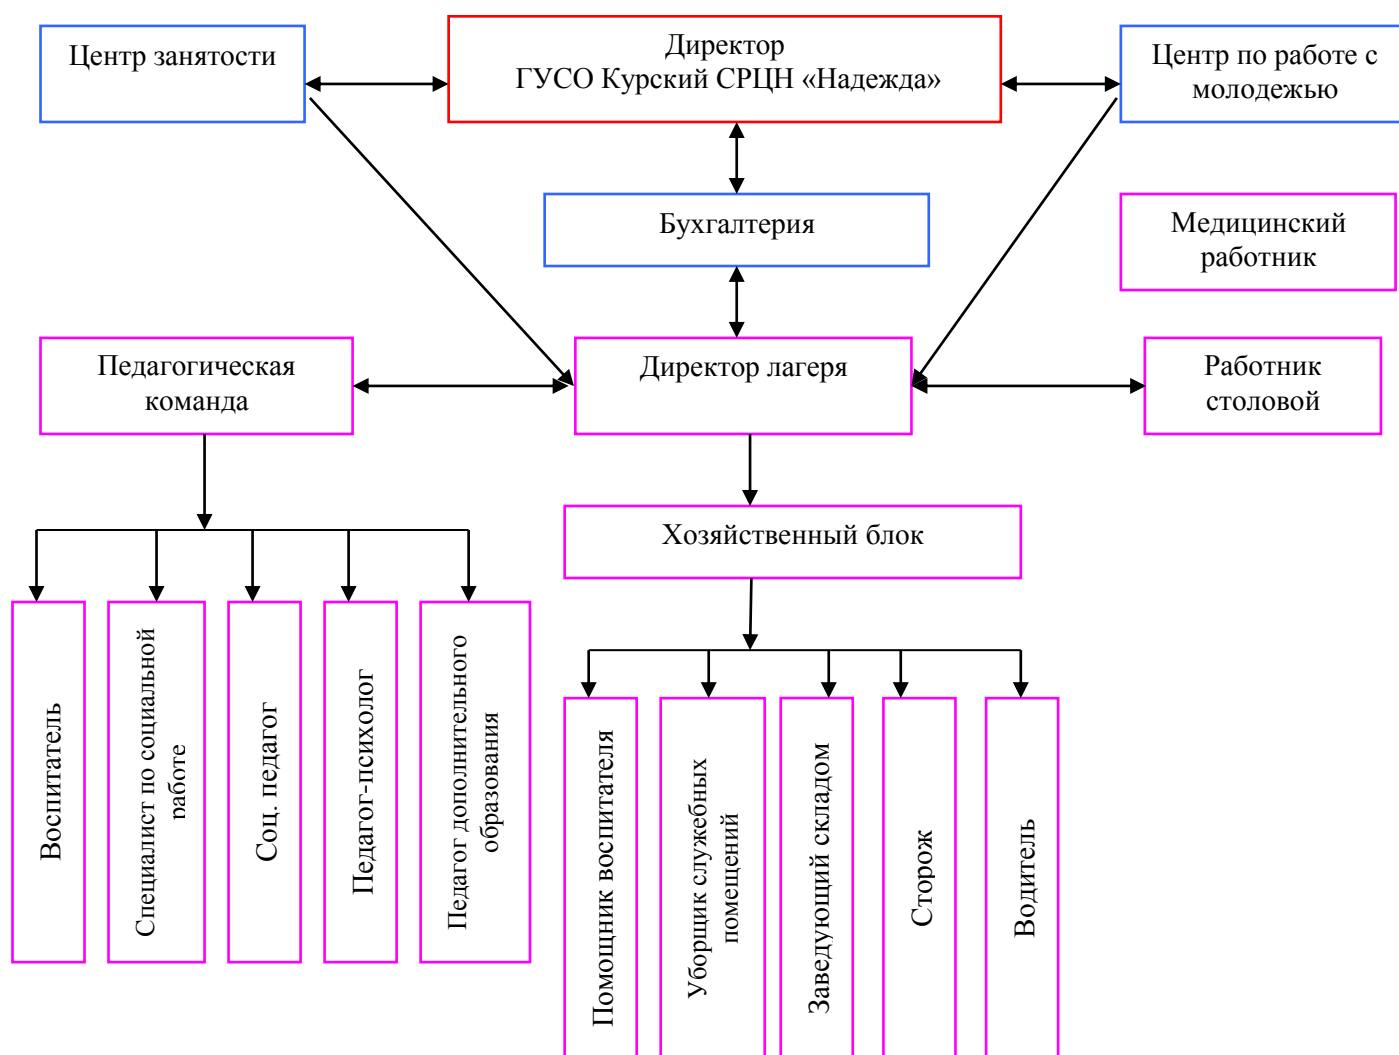 Центр занятости
Директор
ГУСО Курский СРЦН «Надежда»
Центр по работе с
молодежью
Бухгалтерия
Медицинский
работник
Педагогическая
команда
Директор лагеря
Работник
столовой
Хозяйственный блок
Воспитатель
Специалист по социальной
работе
Соц. педагог
Педагог-психолог
Педагог дополнительного
образования
Помощник воспитателя
Уборщик служебных
помещений
Заведующий складом
Сторож
Водитель